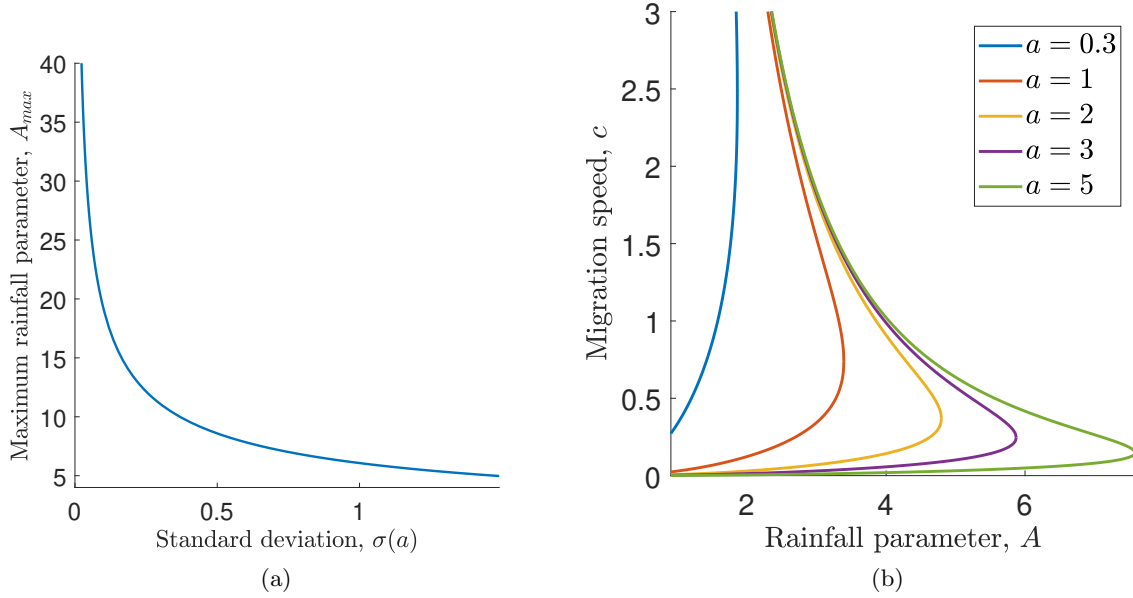 40
35
30
25
20
15
10
5
0
0.5
1
Maximum rainfall parameter, A_{max}
Standard deviation, σ(a)
(a)
3
2.5
2
1.5
1
0.5
0
2
4
6
Migration speed, c
Rainfall parameter, A
a = 0.3
a = 1
a = 2
a = 3
a = 5
(b)